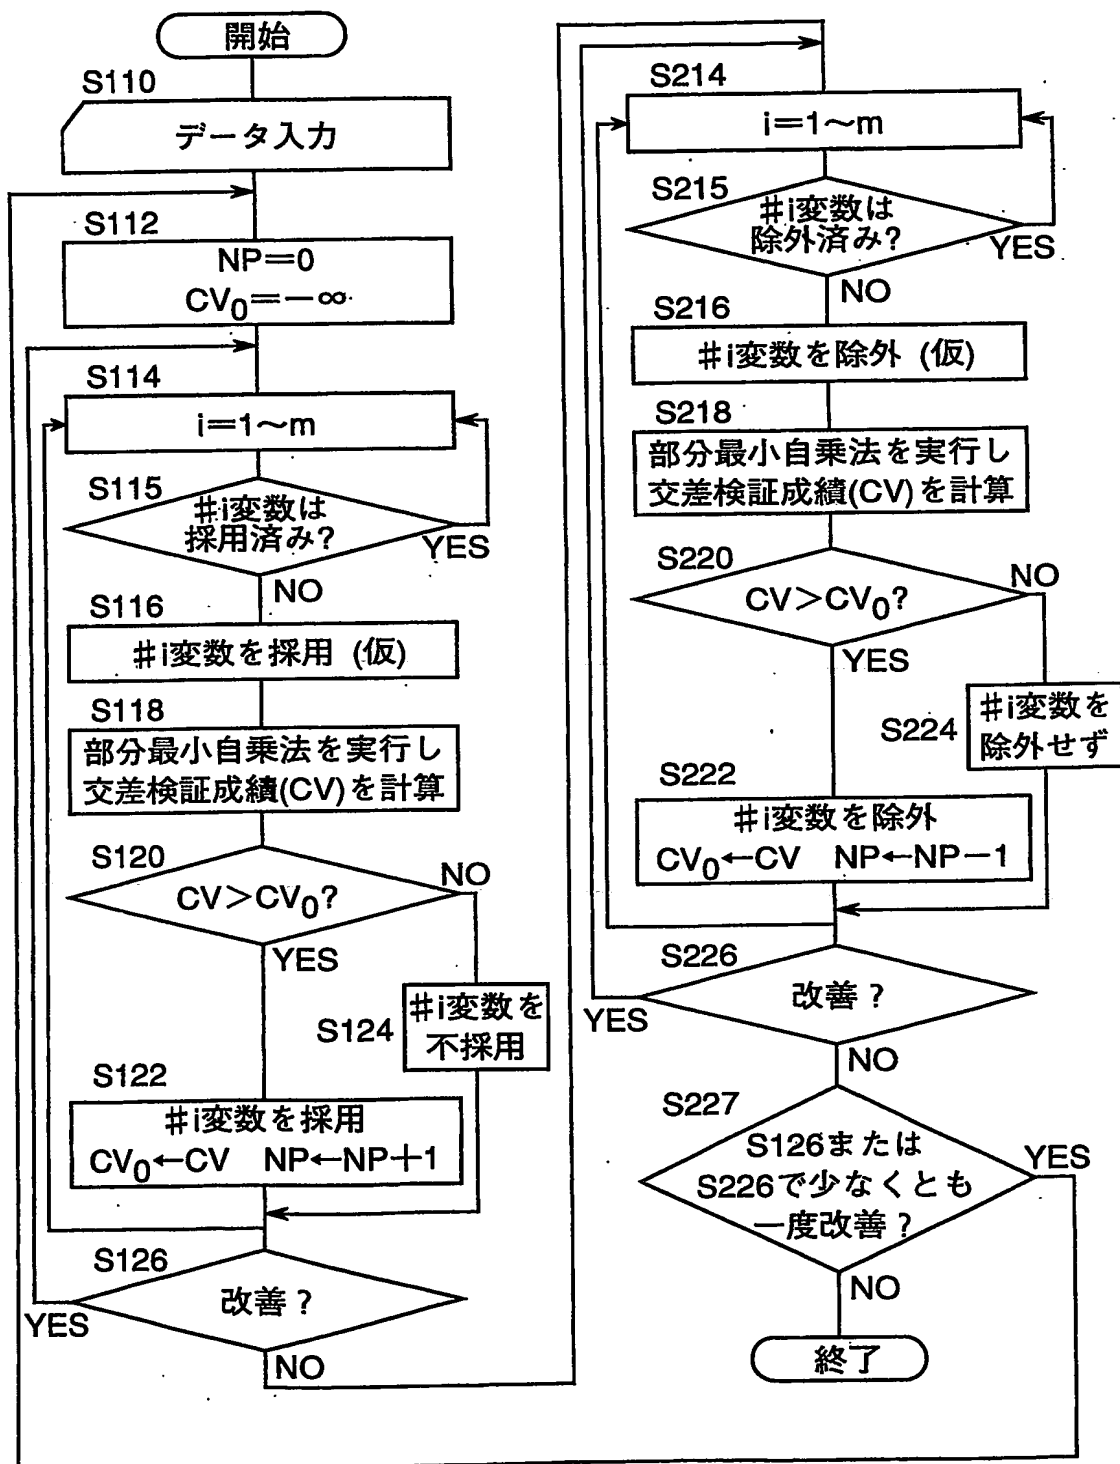 開始
S110
データ入力
S112
NP=0
CV₀=-∞
S114
i=1~m
S115
#i変数は
採用済み?
YES
NO
S116
#i変数を採用 (仮)
S118
部分最小自乗法を実行し
交差検証成績(CV)を計算
S120
CV>CV₀?
NO
YES
S124
#i変数を
不採用
S122
#i変数を採用
CV₀←CV NP←NP+1
S126
改善?
YES
NO
S214
i=1~m
S215
#i変数は
除外済み?
YES
NO
S216
#i変数を除外 (仮)
S218
部分最小自乗法を実行し
交差検証成績(CV)を計算
S220
CV>CV₀?
NO
YES
S224
#i変数を
除外せず
S222
#i変数を除外
CV₀←CV NP←NP-1
S226
改善?
YES
NO
S227
S126または
S226で少なくとも
一度改善?
YES
NO
終了